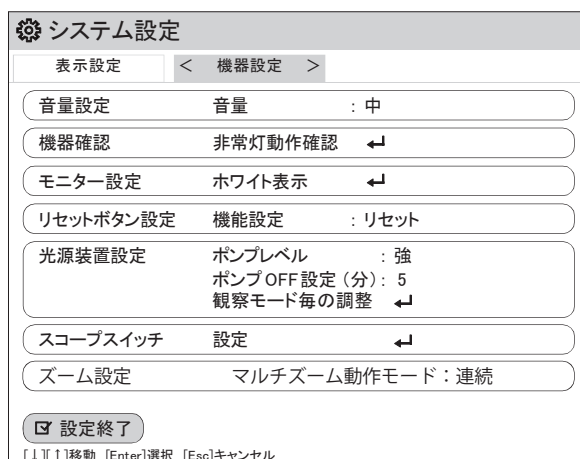 システム設定
表示設定 < 機器設定 >
音量設定 音量 : 中
機器確認 非常灯動作確認 ↵
モニター設定 ホワイト表示 ↵
リセットボタン設定 機能設定 : リセット
光源装置設定 ポンプレベル : 強
ポンプOFF設定（分）: 5
観察モード毎の調整 ↵
スコープスイッチ 設定 ↵
ズーム設定 マルチズーム動作モード：連続
設定終了
[↓][↑]移動 [Enter]選択 [Esc]キャンセル